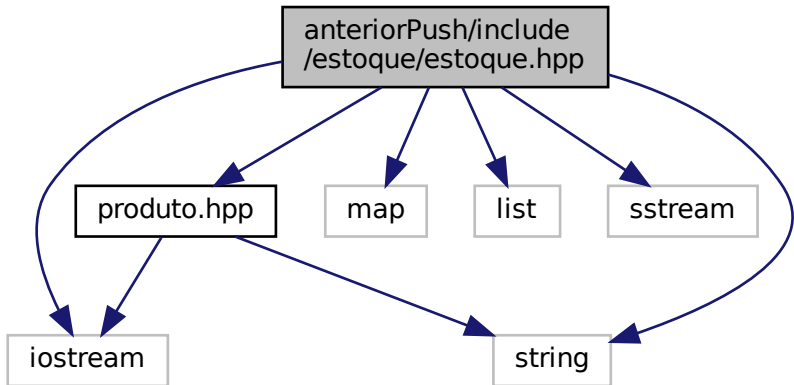 anteriorPush/include
/estoque/estoque.hpp
produto.hpp
map
list
sstream
iostream
string